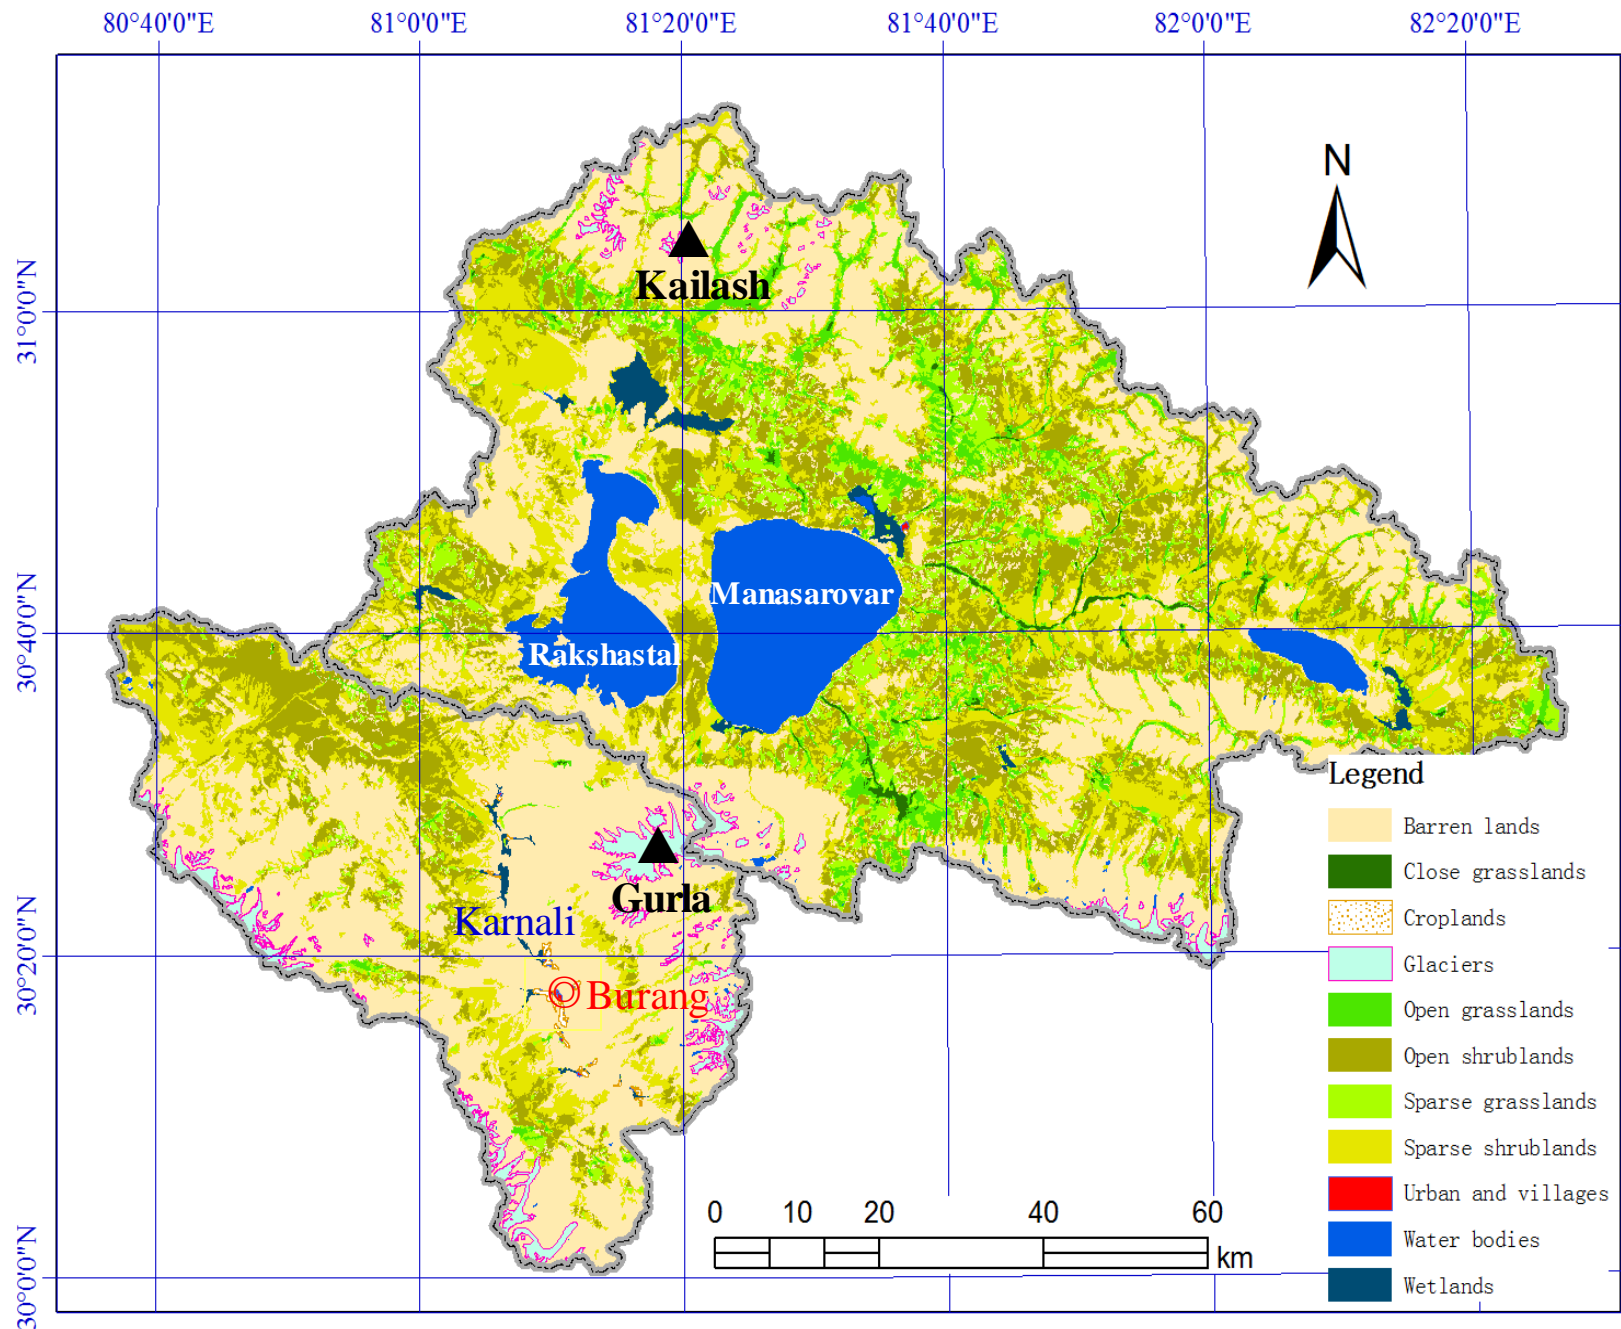 80°40'0"E 81°0'0"E 81°20'0"E 81°40'0"E 82°0'0"E 82°20'0"E
N
Kailash
31°0'0"N
Manasarovar
30°40'0"N
Rakshastal
Legend
Barren lands
Close grasslands
Gurla
Karnali
Croplands
30°20'0"N
Glaciers
Burang
Open grasslands
Open shrublands
Sparse grasslands
Sparse shrublands
Urban and villages
0 10 20 40 60
km
Water bodies
30°0'0"N
Wetlands